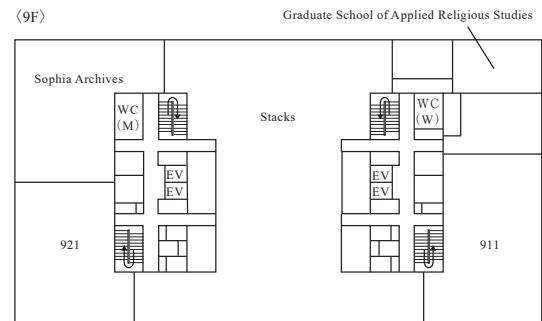 〈9F〉
Graduate School of Applied Religious Studies
Sophia Archives
WC
（M）
Stacks
WC
（W）
EV
EV
EV
EV
921
911